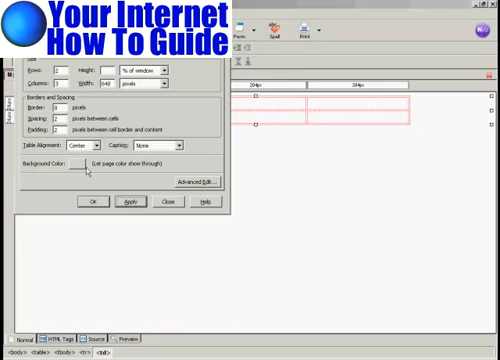 Your Internet
How To Guide
Form
Spell
Print
Size
Rows: 2 Height: % of window
Columns: 3 Width: 640 pixels
204px 204px
Borders and Spacing
Border: 0 pixels
Spacing: 2 pixels between cells
Padding: 2 pixels between cell border and content
Table Alignment: Center Caption: None
Background Color: (Let page color show through)
Advanced Edit...
OK Apply Close Help
Normal HTML Tags Source Preview
<body> <table> <tbody> <tr> <td>